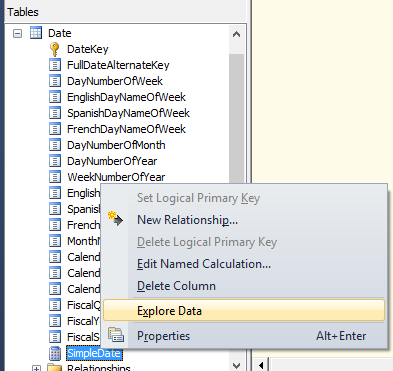 Tables
Date
DateKey
FullDateAlternateKey
DayNumberOfWeek
EnglishDayNameOfWeek
SpanishDayNameOfWeek
FrenchDayNameOfWeek
DayNumberOfMonth
DayNumberOfYear
WeekNumberOfYear
English
Spanis
French
MonthN
Calend
Calend
Calend
FiscalQ
FiscalY
FiscalS
SimpleDate
Relationships
Set Logical Primary Key
New Relationship...
Delete Logical Primary Key
Edit Named Calculation...
Delete Column
Explore Data
Properties Alt+Enter